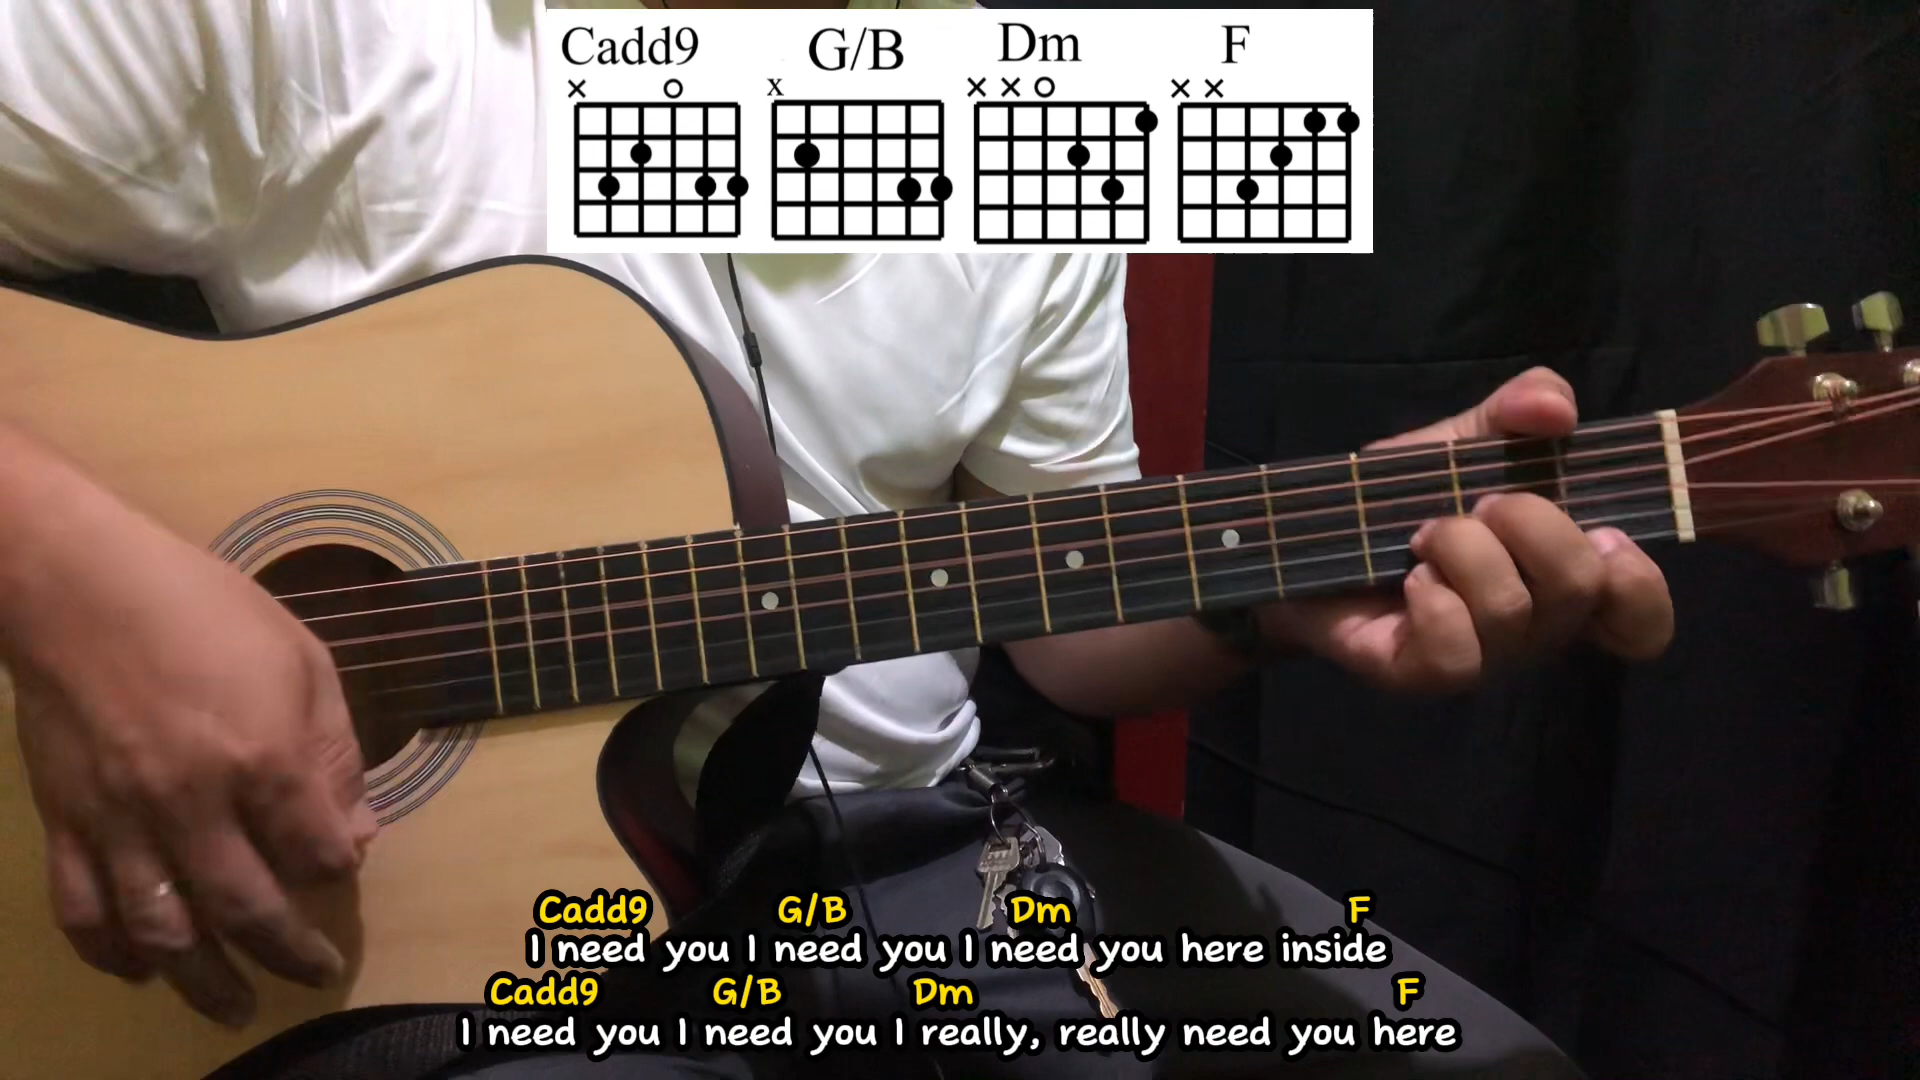 Cadd9 G/B Dm F
× o x × × o × ×
Cadd9 G/B Dm F
I need you I need you I need you here inside
Cadd9 G/B Dm F
I need you I need you I really, really need you here